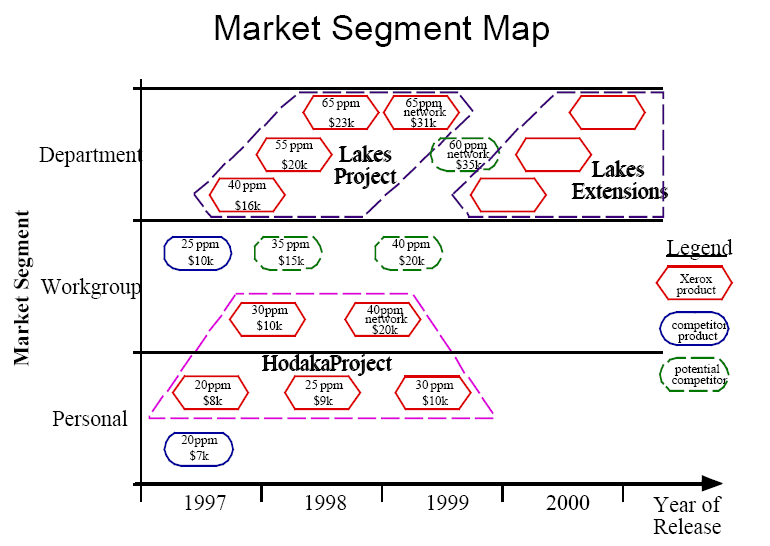 Market Segment Map
65 ppm
$23k
65ppm
network
$31k
55 ppm
$20k
Lakes
Project
60 ppm
network
$35k
40 ppm
$16k
Lakes
Extensions
Department
Market Segment
25 ppm
$10k
35 ppm
$15k
40 ppm
$20k
Workgroup
30ppm
$10k
40ppm
network
$20k
HodakaProject
20ppm
$8k
25 ppm
$9k
30 ppm
$10k
Personal
20ppm
$7k
Legend
Xerox
product
competitor
product
potential
competitor
1997
1998
1999
2000
Year of
Release